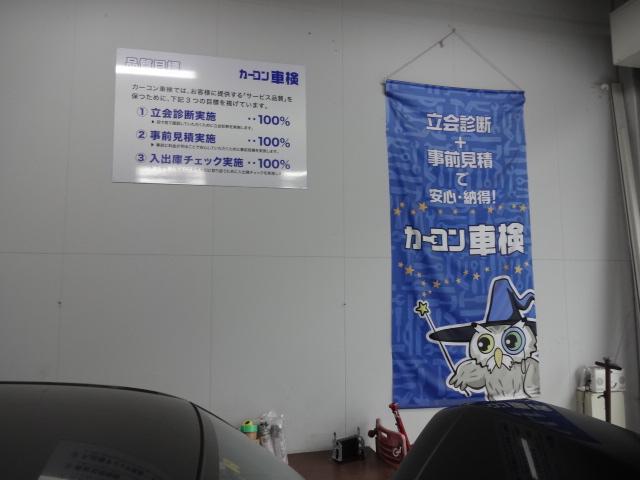 品質目標
カーコン車検
カーコン車検では、お客様に提供する"サービス品質"を
保つために、下記3つの目標を掲げています。
① 立会診断実施 ‥100%
② 事前見積実施 ‥100%
③ 入出庫チェック実施 ‥100%
立会診断
+
事前見積
で
安心・納得!
カーコン車検